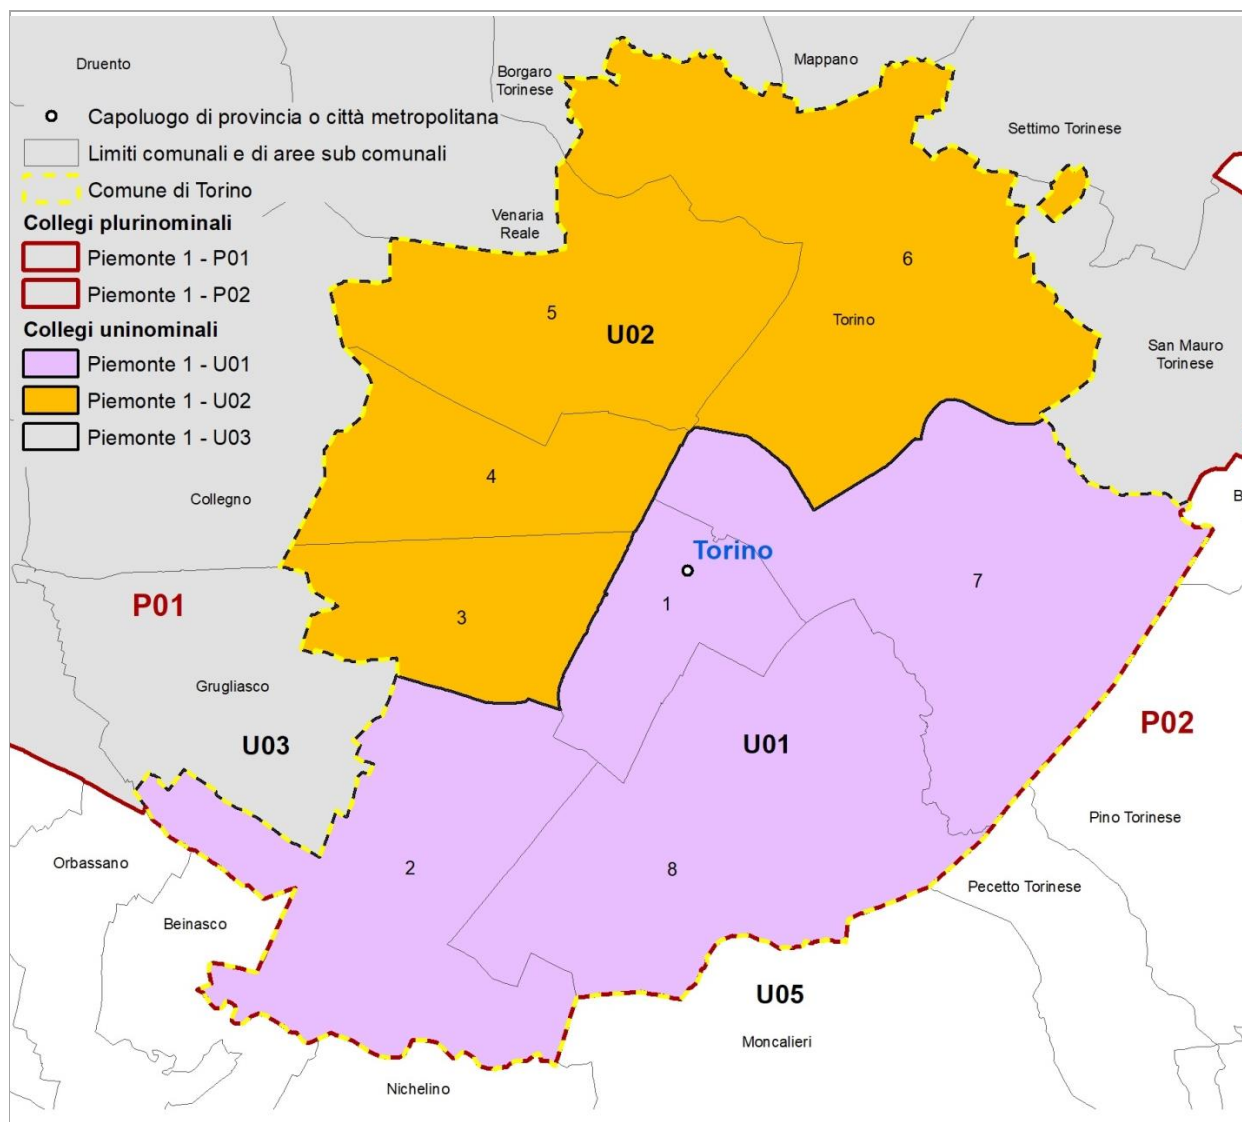 Druento
Borgaro
Torinese
Mappano
Capoluogo di provincia o città metropolitana
Settimo Torinese
Limiti comunali e di aree sub comunali
Comune di Torino
Collegi plurinominali
Venaria
Reale
Piemonte 1 - P01
6
Piemonte 1 - P02
5
Torino
Collegi uninominali
U02
San Mauro
Torinese
Piemonte 1 - U01
Piemonte 1 - U02
Piemonte 1 - U03
4
Collegno
B
Torino
7
P01
1
3
Grugliasco
P02
U03
U01
Pino Torinese
Orbassano
2
8
Pecetto Torinese
Beinasco
U05
Moncalieri
Nichelino